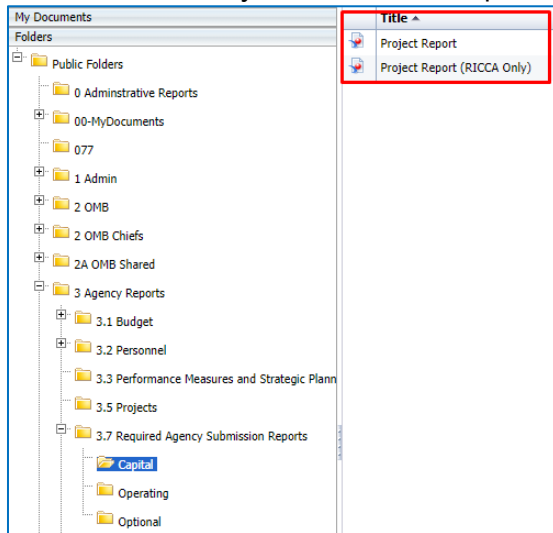 My Documents
Folders
Public Folders
0 Adminstrative Reports
00-MyDocuments
077
1 Admin
2 OMB
2 OMB Chiefs
2A OMB Shared
3 Agency Reports
3.1 Budget
3.2 Personnel
3.3 Performance Measures and Strategic Plann
3.5 Projects
3.7 Required Agency Submission Reports
Capital
Operating
Optional
Title
Project Report
Project Report (RICCA Only)